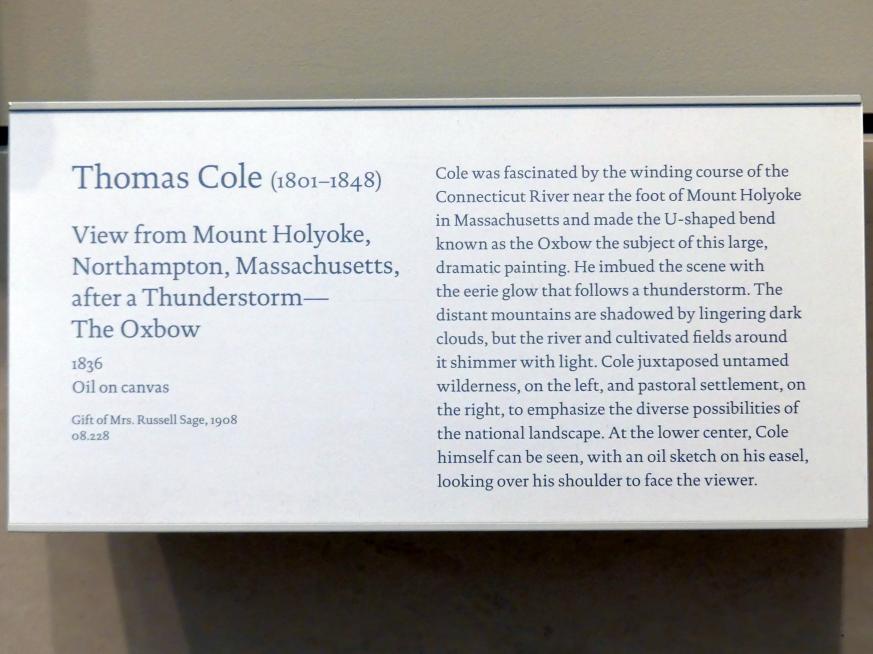 Thomas Cole (1801–1848)
View from Mount Holyoke,
Northampton, Massachusetts,
after a Thunderstorm—
The Oxbow
1836
Oil on canvas
Gift of Mrs. Russell Sage, 1908
08.228
Cole was fascinated by the winding course of the
Connecticut River near the foot of Mount Holyoke
in Massachusetts and made the U-shaped bend
known as the Oxbow the subject of this large,
dramatic painting. He imbued the scene with
the eerie glow that follows a thunderstorm. The
distant mountains are shadowed by lingering dark
clouds, but the river and cultivated fields around
it shimmer with light. Cole juxtaposed untamed
wilderness, on the left, and pastoral settlement, on
the right, to emphasize the diverse possibilities of
the national landscape. At the lower center, Cole
himself can be seen, with an oil sketch on his easel,
looking over his shoulder to face the viewer.